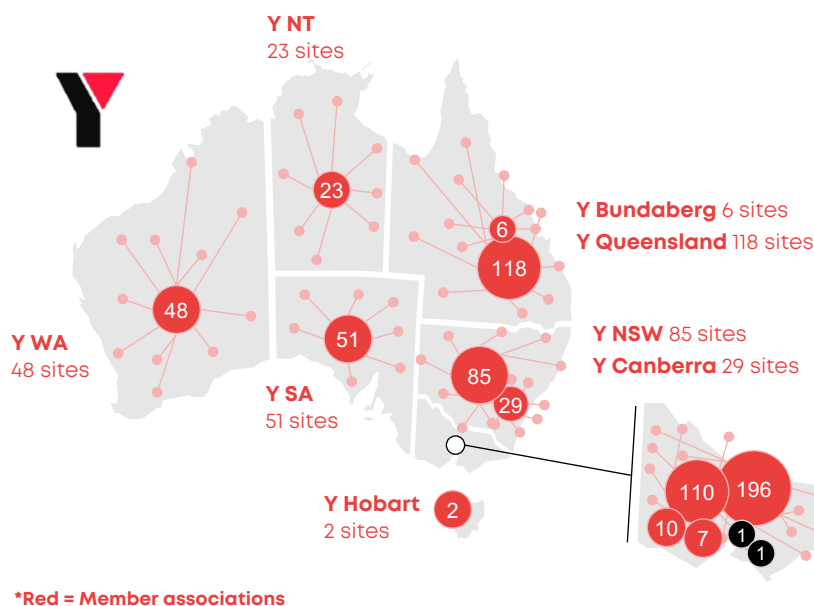 Y NT
23 sites
Y
23
6
118
Y Bundaberg 6 sites
Y Queensland 118 sites
48
51
Y WA
48 sites
85
29
Y NSW 85 sites
Y Canberra 29 sites
Y SA
51 sites
Y Hobart
2 sites
2
110
196
10
7
1
1
*Red = Member associations